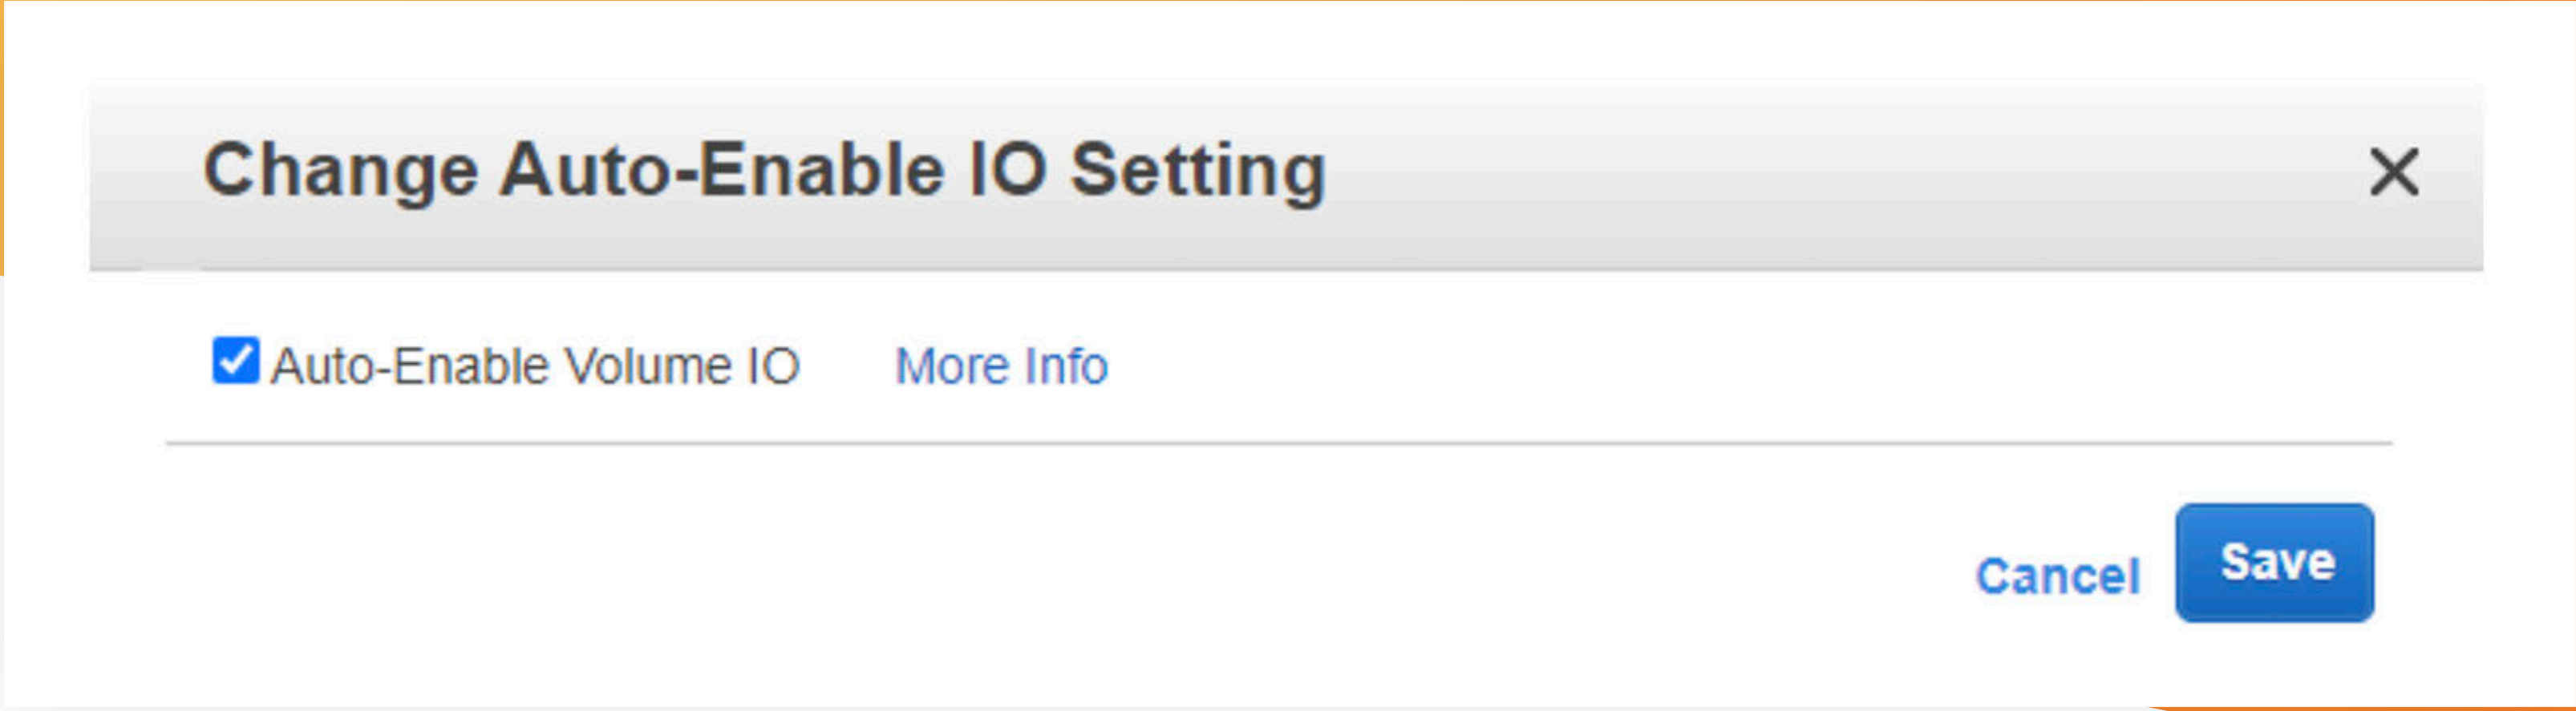 Change Auto-Enable IO Setting
Auto-Enable Volume IO More Info
Cancel Save